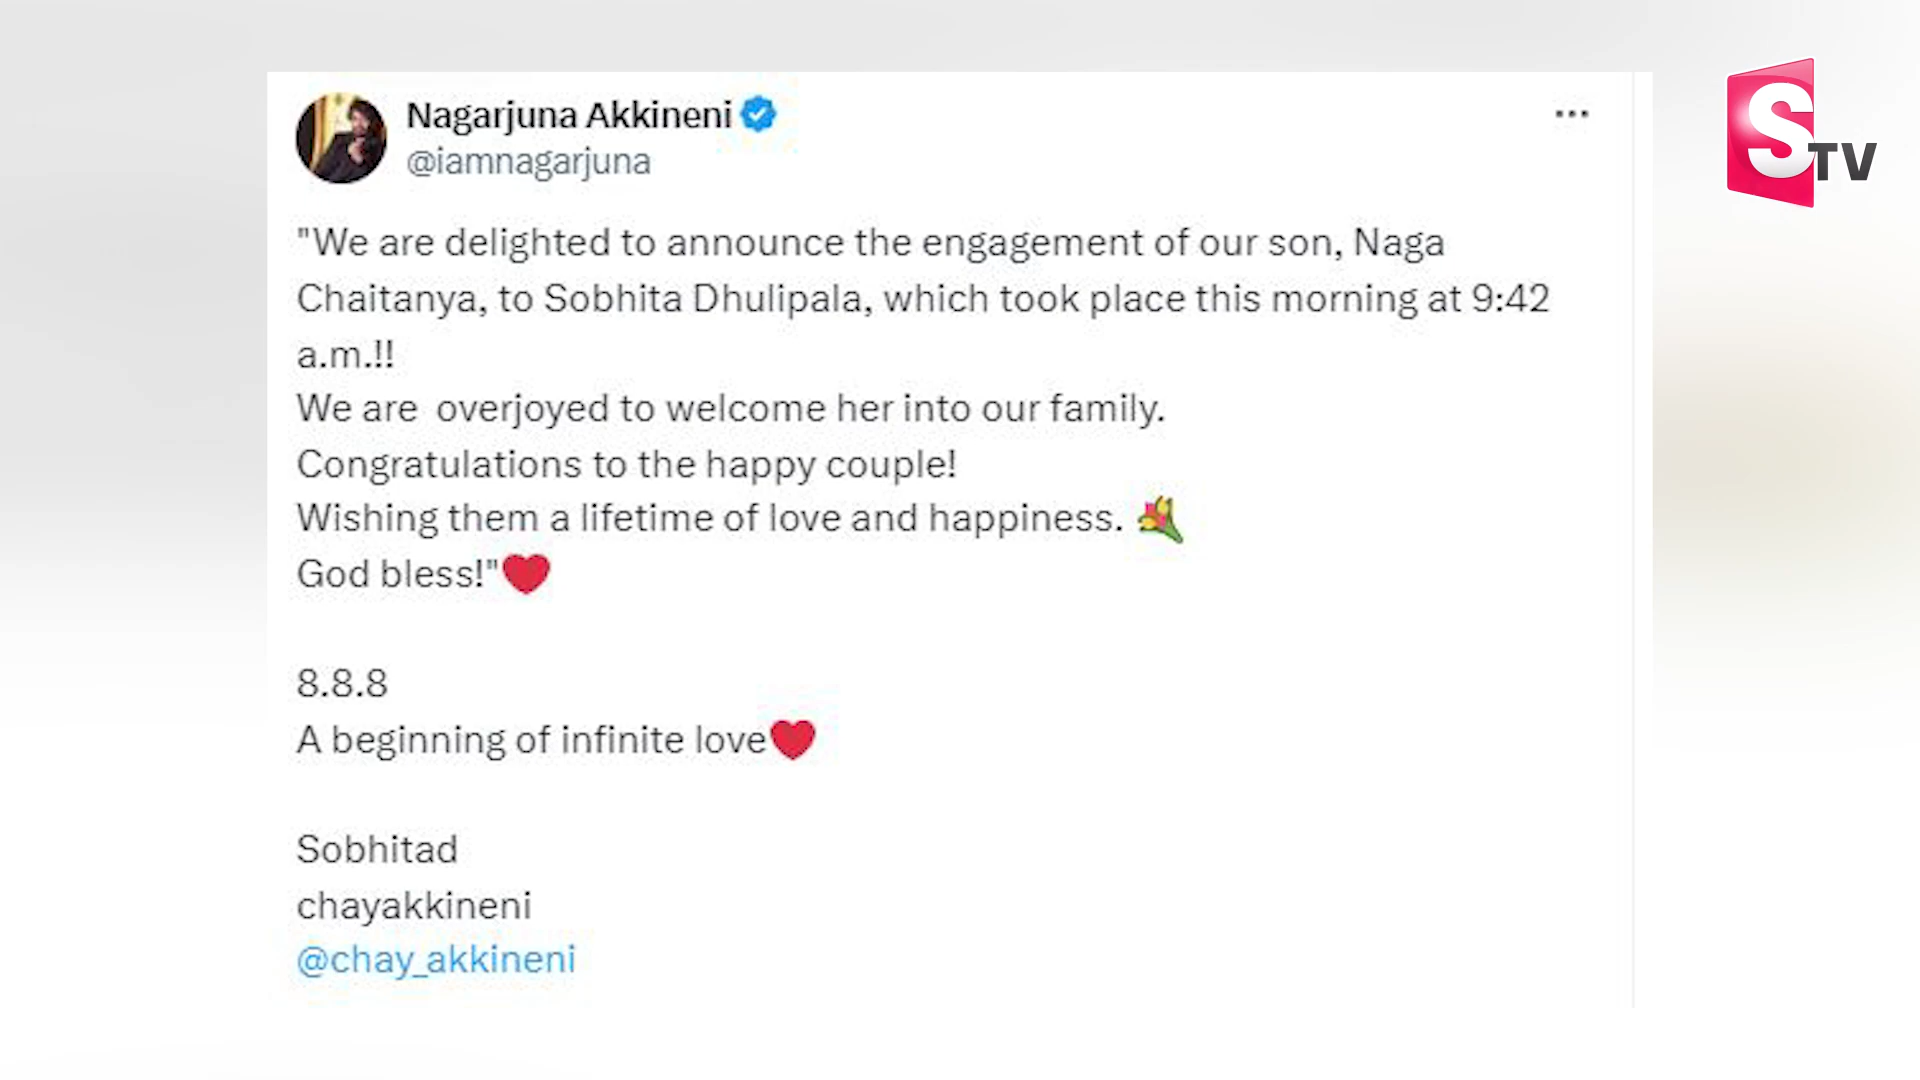 Nagarjuna Akkineni
@iamnagarjuna
"We are delighted to announce the engagement of our son, Naga
Chaitanya, to Sobhita Dhulipala, which took place this morning at 9:42
a.m.!!
We are  overjoyed to welcome her into our family.
Congratulations to the happy couple!
Wishing them a lifetime of love and happiness. 💐
God bless!"❤️
8.8.8
A beginning of infinite love❤️
Sobhitad
chayakkineni
@chay_akkineni
STV